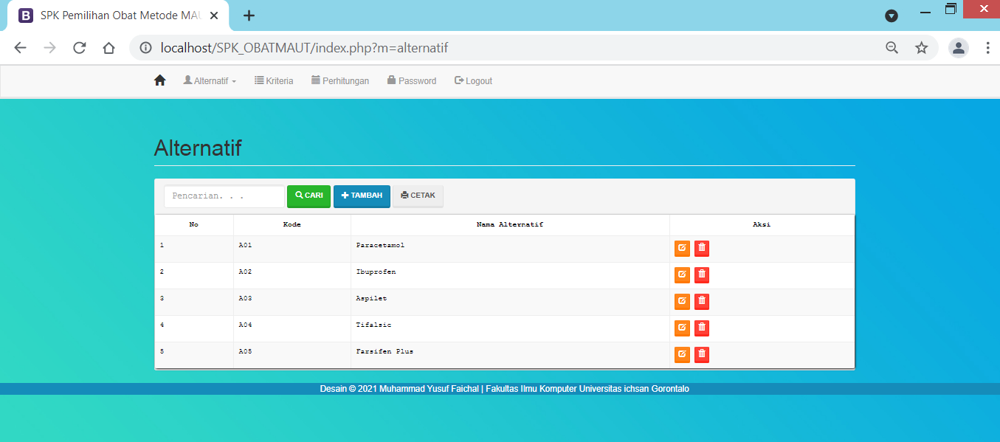 SPK Pemilihan Obat Metode MAU
localhost/SPK_OBATMAUT/index.php?m=alternatif
Alternatif Kriteria Perhitungan Password Logout
Alternatif
Pencarian. . . CARI TAMBAH CETAK
No Kode Nama Alternatif Aksi
1 A01 Paracetamol
2 A02 Ibuprofen
3 A03 Aspilet
4 A04 Tifalsic
5 A05 Farsifen Plus
Desain © 2021 Muhammad Yusuf Faichal | Fakultas Ilmu Komputer Universitas ichsan Gorontalo